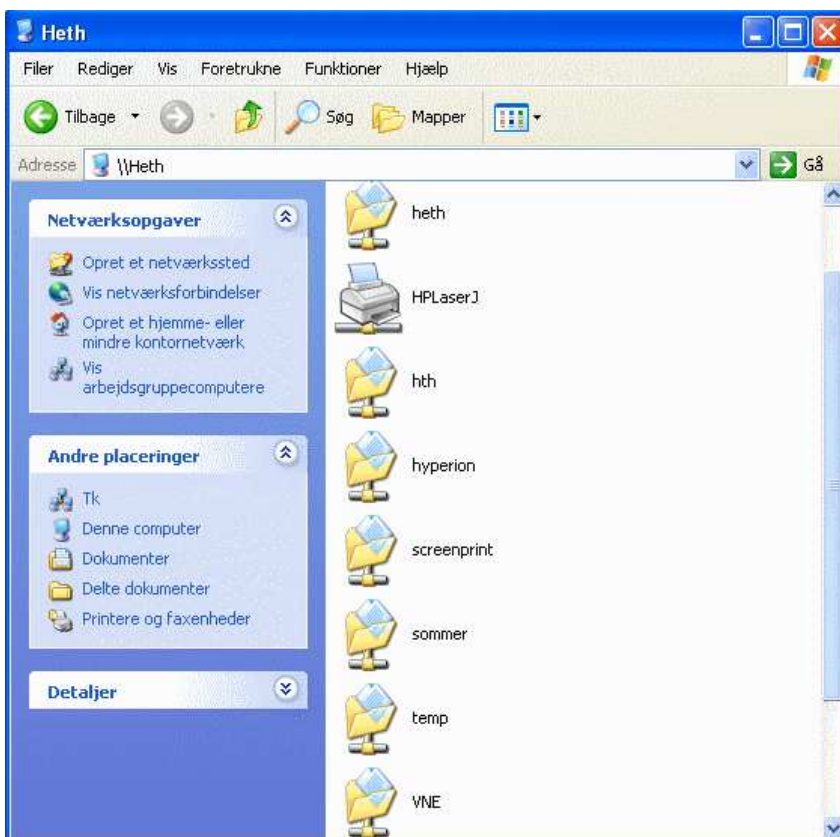 Heth
Filer Rediger Vis Foretrukne Funktioner Hjælp
Tilbage Søg Mapper
Adresse \\Heth Gå
Netværksopgaver
Opret et netværkssted
Vis netværksforbindelser
Opret et hjemme- eller
mindre kontornetværk
Vis
arbejdsgruppecomputere
Andre placeringer
Tk
Denne computer
Dokumenter
Delte dokumenter
Printere og faxenheder
Detaljer
heth
HPLaserJ
hth
hyperion
screenprint
sommer
temp
VNE